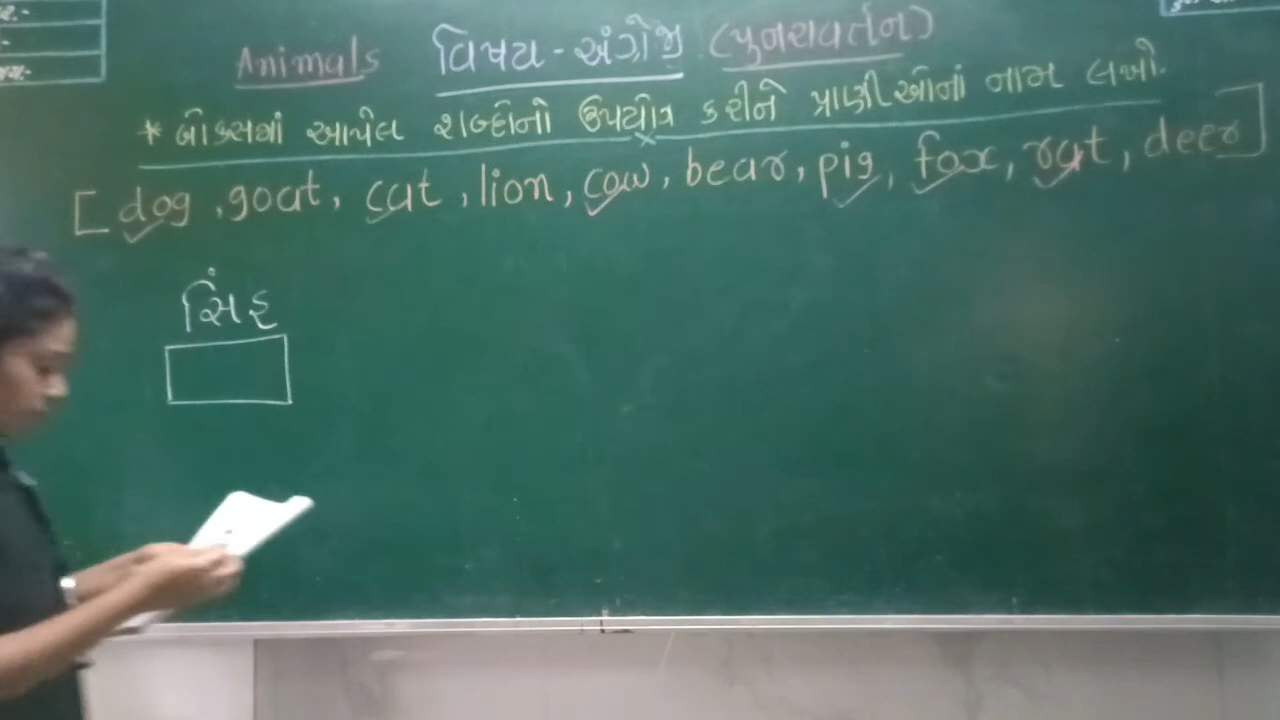 Animals વિષય - અંગ્રેજી (પુનરાવર્તન)
* બોક્સમાં આપેલ શબ્દોનો ઉપયોગ કરીને પ્રાણીઓનાં નામ લખો.
[ dog , goat , cat , lion , cow , bear , pig , fox , rat , deer ]
સિંહ